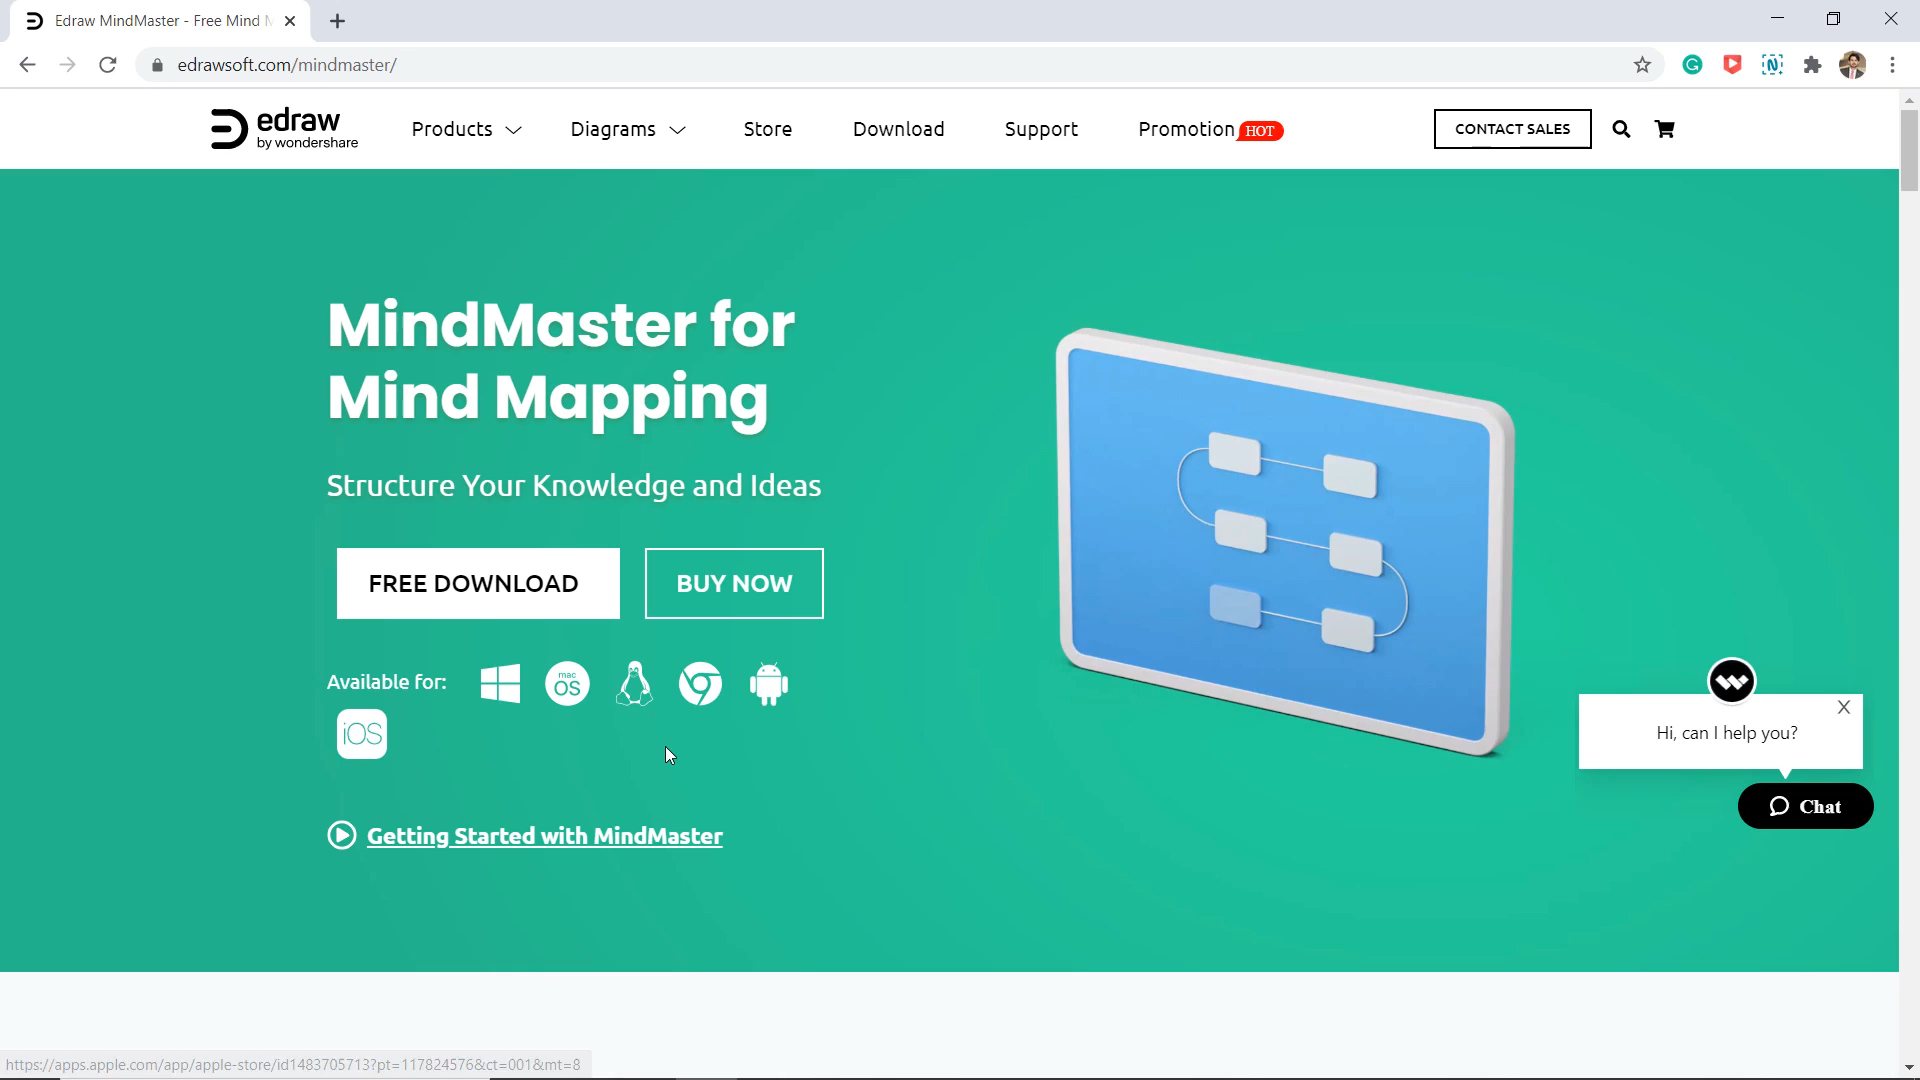 Edraw MindMaster - Free Mind M
edrawsoft.com/mindmaster/
edraw
by wondershare
Products
Diagrams
Store
Download
Support
Promotion HOT
CONTACT SALES
MindMaster for
Mind Mapping
Structure Your Knowledge and Ideas
FREE DOWNLOAD
BUY NOW
Available for:
mac
OS
iOS
Getting Started with MindMaster
Hi, can I help you?
X
Chat
https://apps.apple.com/app/apple-store/id1483705713?pt=117824576&ct=001&mt=8